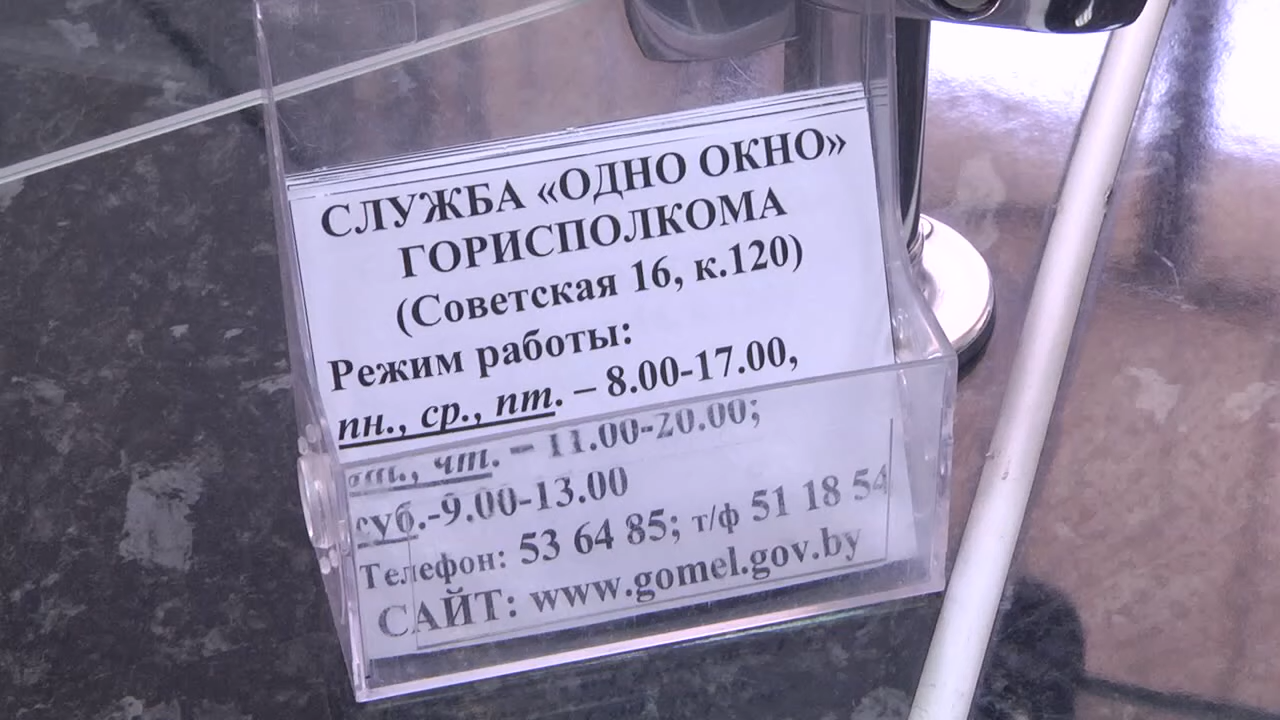 СЛУЖБА «ОДНО ОКНО»
ГОРИСПОЛКОМА
(Советская 16, к.120)
Режим работы:
пн., ср., пт. – 8.00-17.00,
вт., чт. – 11.00-20.00;
суб.-9.00-13.00
Телефон: 53 64 85; т/ф 51 18 54
САЙТ: www.gomel.gov.by